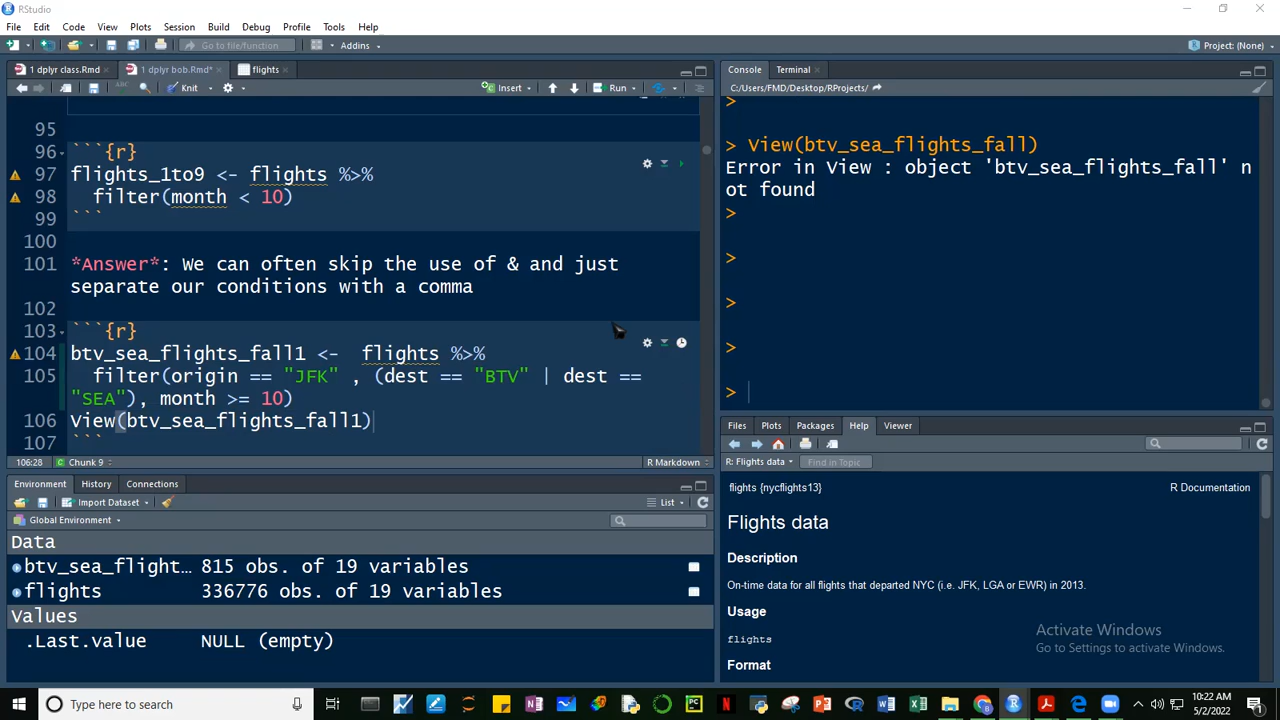 RStudio
File Edit Code View Plots Session Build Debug Profile Tools Help
Go to file/function Addins Project: (None)
1 dplyr class.Rmd 1 dplyr bob.Rmd* flights
Knit Insert Run
95
96 ```{r}
97 flights_1to9 <- flights %>%
98 filter(month < 10)
99 ```
100
101 *Answer*: We can often skip the use of & and just
separate our conditions with a comma
102
103 ```{r}
104 btv_sea_flights_fall1 <- flights %>%
105 filter(origin == "JFK" , (dest == "BTV" | dest ==
"SEA"), month >= 10)
106 View(btv_sea_flights_fall1)
107 ```
106:28 Chunk 9 R Markdown
Environment History Connections
Import Dataset List
Global Environment
Data
btv_sea_flight... 815 obs. of 19 variables
flights 336776 obs. of 19 variables
Values
.Last.value NULL (empty)
Console Terminal
C:/Users/FMD/Desktop/RProjects/
>
> View(btv_sea_flights_fall)
Error in View : object 'btv_sea_flights_fall' n
ot found
>
>
>
>
>
Files Plots Packages Help Viewer
R: Flights data Find in Topic
flights {nycflights13} R Documentation
Flights data
Description
On-time data for all flights that departed NYC (i.e. JFK, LGA or EWR) in 2013.
Usage
flights
Format
Activate Windows
Go to Settings to activate Windows.
Type here to search
10:22 AM
5/2/2022